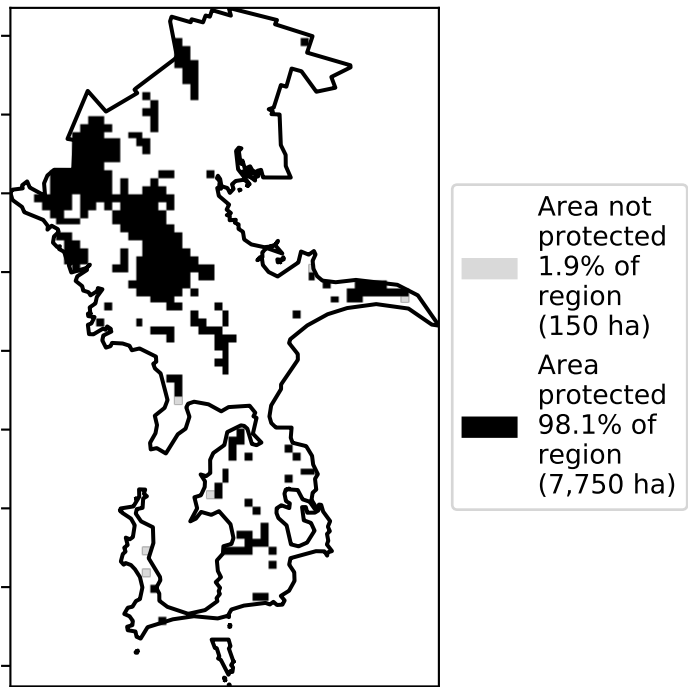 Area not
protected
1.9% of
region
(150 ha)
Area
protected
98.1% of
region
(7,750 ha)